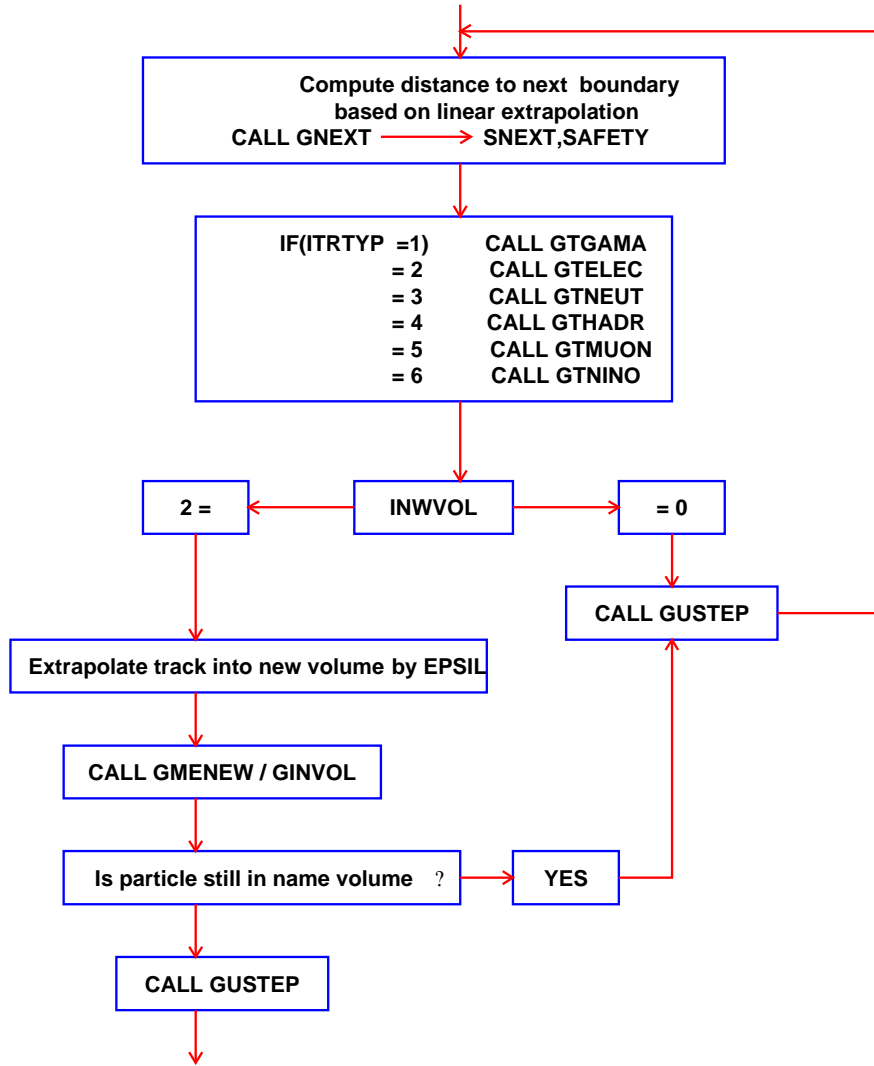 Compute distance to next boundary
based on linear extrapolation
CALL GNEXT SNEXT,SAFETY
IF(ITRTYP =1) CALL GTGAMA
= 2 CALL GTELEC
= 3 CALL GTNEUT
= 4 CALL GTHADR
= 5 CALL GTMUON
= 6 CALL GTNINO
2 = INWVOL = 0
CALL GUSTEP
Extrapolate track into new volume by EPSIL
CALL GMENEW / GINVOL
Is particle still in name volume ? YES
CALL GUSTEP